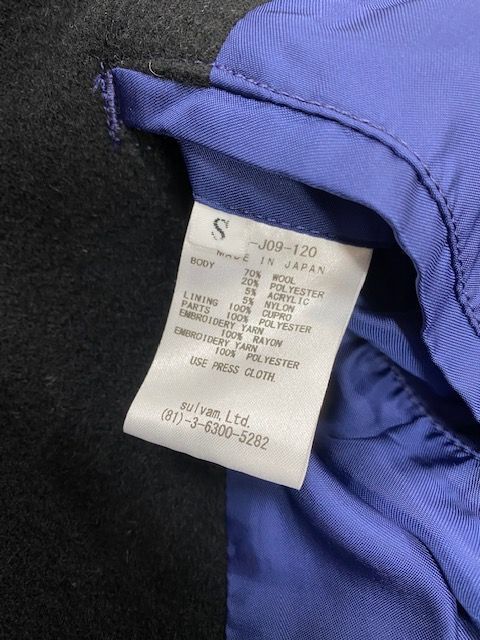 S -J09-120
MADE IN JAPAN
BODY 70% WOOL
20% POLYESTER
5% ACRYLIC
5% NYLON
LINING 100% CUPRO
PARTS 100% POLYESTER
EMBROIDERY YARN
100% RAYON
EMBROIDERY YARN
100% POLYESTER
USE PRESS CLOTH.
sulvam, Ltd.
(81)-3-6300-5282